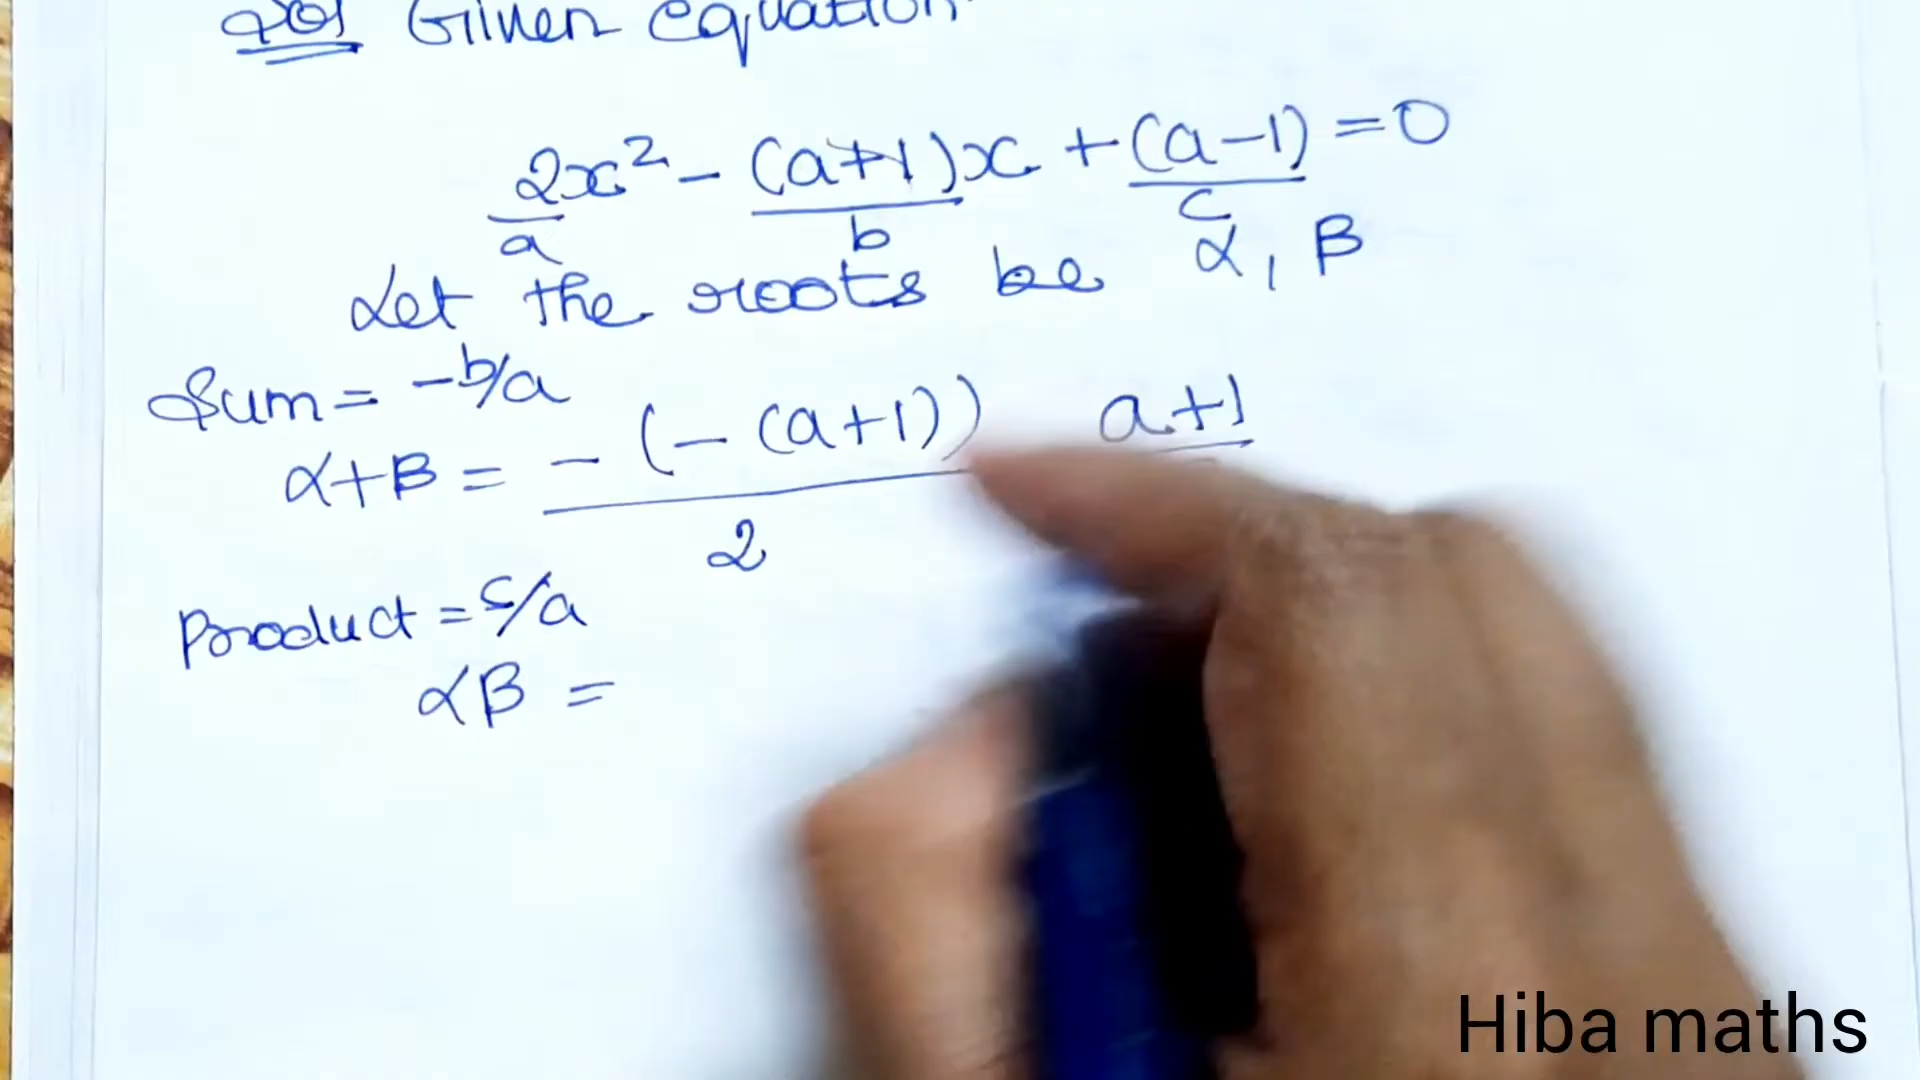 Sol Given equation
2x² - (a+1)x + (a-1) = 0
a b c
Let the roots be α, β
Sum = -b/a
α+β = -(-(a+1))/2 a+1
Product = c/a
αβ =
Hiba maths